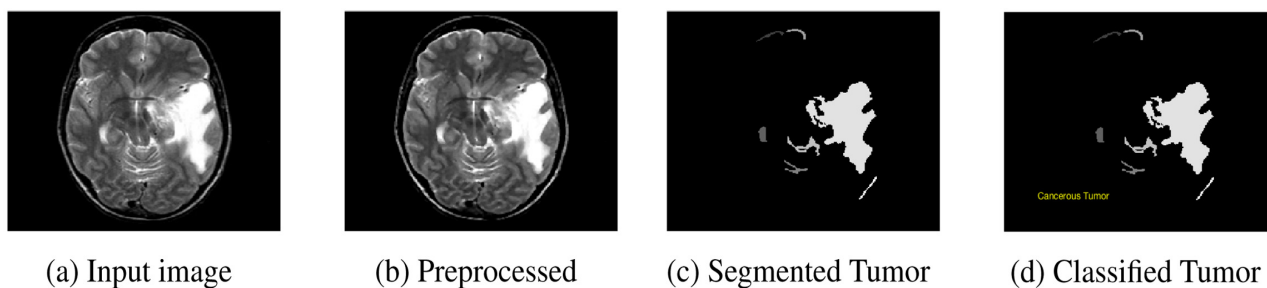 Cancerous Tumor
(a) Input image
(b) Preprocessed
(c) Segmented Tumor
(d) Classified Tumor